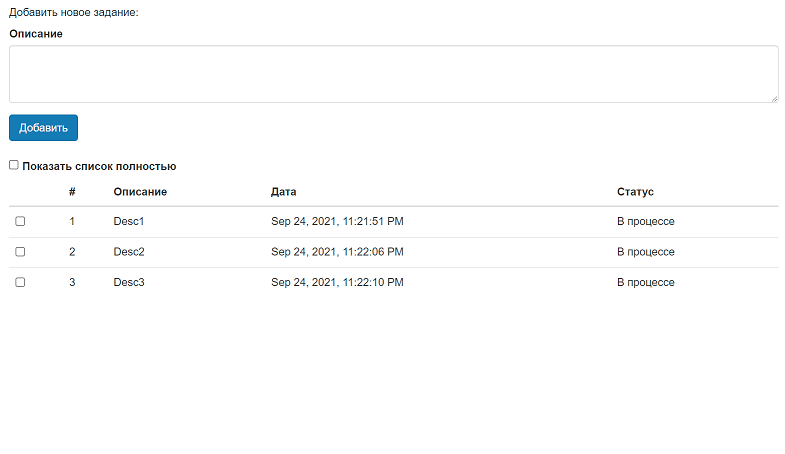 Добавить новое задание:
Описание
Добавить
Показать список полностью
# Описание Дата Статус
1 Desc1 Sep 24, 2021, 11:21:51 PM В процессе
2 Desc2 Sep 24, 2021, 11:22:06 PM В процессе
3 Desc3 Sep 24, 2021, 11:22:10 PM В процессе